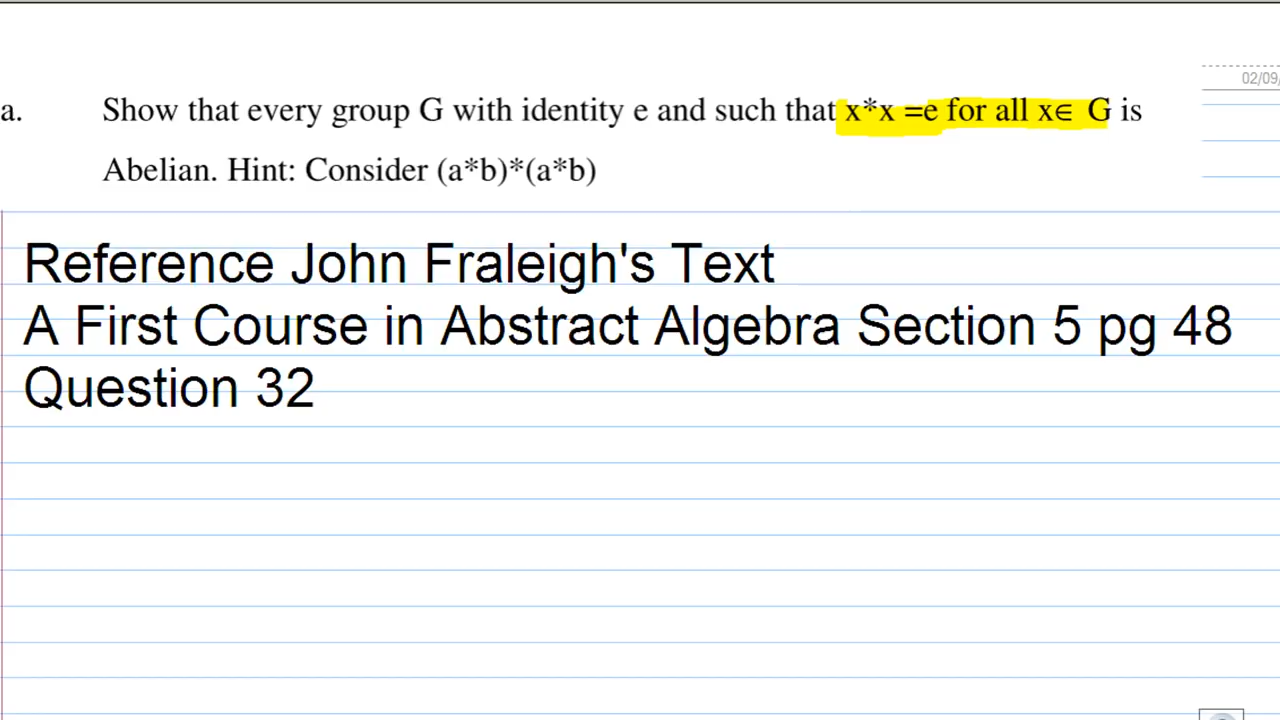 02/09/
a. Show that every group G with identity e and such that x*x =e for all x∈ G is
Abelian. Hint: Consider (a*b)*(a*b)
Reference John Fraleigh's Text
A First Course in Abstract Algebra Section 5 pg 48
Question 32